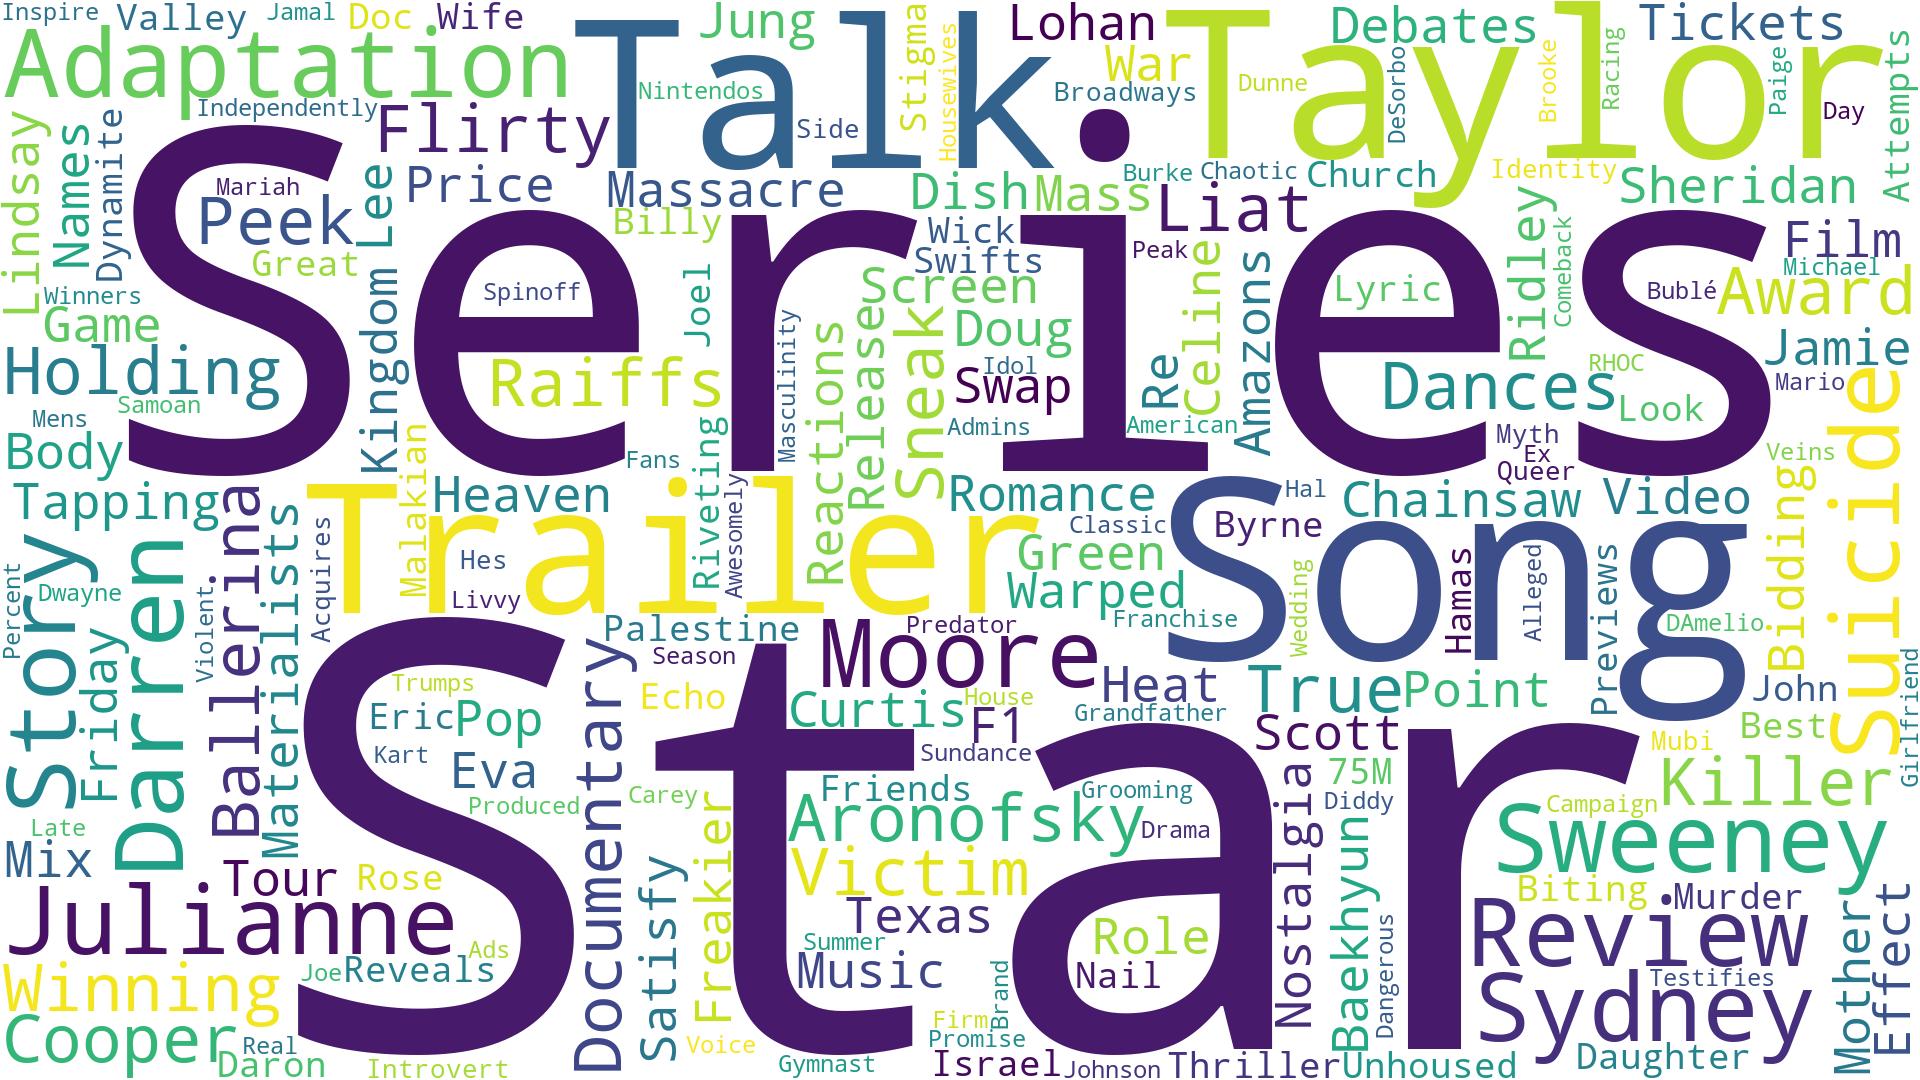 Inspire
Valley
Jamal
Doc
Wife
Adaptation
Talk
Jung
Stigma
Housewives
Lohan
War
Taylor
Debates
Dunne
DeSorbo
Brooke
Racing
Tickets
Paige
Day
Attempts
Independently
Flirty
Nintendos
Side
Broadways
.
Burke
Chaotic
Church
Identity
Sheridan
Lindsay
Names
Dynamite
Mariah
Peek
Great
Lee
Price
Massacre
Billy
Dish
Mass
Liat
Wick
Swifts
Peak
Series
Winners
Game
Kingdom
Spinoff
Joel
Masculinity
Screen
Sneak
Doug
Celine
Amazons
Lyric
Ridley
Comeback
Film
Michael
Bublé
Award
Holding
Samoan
Mens
Body
Raiffs
Reactions
Releases
Idol
Swap
Admins
Re
American
Dances
RHOC
Look
Jamie
Mario
Suicide
Tapping
Ballerina
Materialists
Malakian
Heaven
Fans
Riveting
Awesomely
Romance
Classic
Hal
Byrne
Chainsaw
Myth
Ex
Queer
Video
Veins
Bidding
Story
Percent
Dwayne
Friday
Darren
Violent
Acquires
Trailer
Hes
Livvy
Green
Warped
Franchise
Song
Wedding
Hamas
Alleged
Previews
DAmelio
John
Girlfriend
Palestine
Season
Predator
Moore
Documentary
Trumps
Eric
Pop
Kart
Eva
Produced
Echo
Carey
House
Curtis
F1
Sundance
Grandfather
Heat
True
Point
Scott
Best
Mubi
Killer
Star
Late
Mix
Julianne
Tour
Rose
Freakier
Satisfy
Friends
Aronofsky
Victim
Texas
Grooming
Drama
Nostalgia
75M
Diddy
Baekhyun
Dangerous
Campaign
Sweeney
Biting
Murder
Review
Winning
Joe
Reveals
Ads
Cooper
Real
Daron
Introvert
Voice
Summer
Music
Gymnast
Firm
Brand
Promise
Israel
Role
Nail
Johnson
Thriller
Unhoused
Sydney
Testifies
Daughter
Mother
Effect